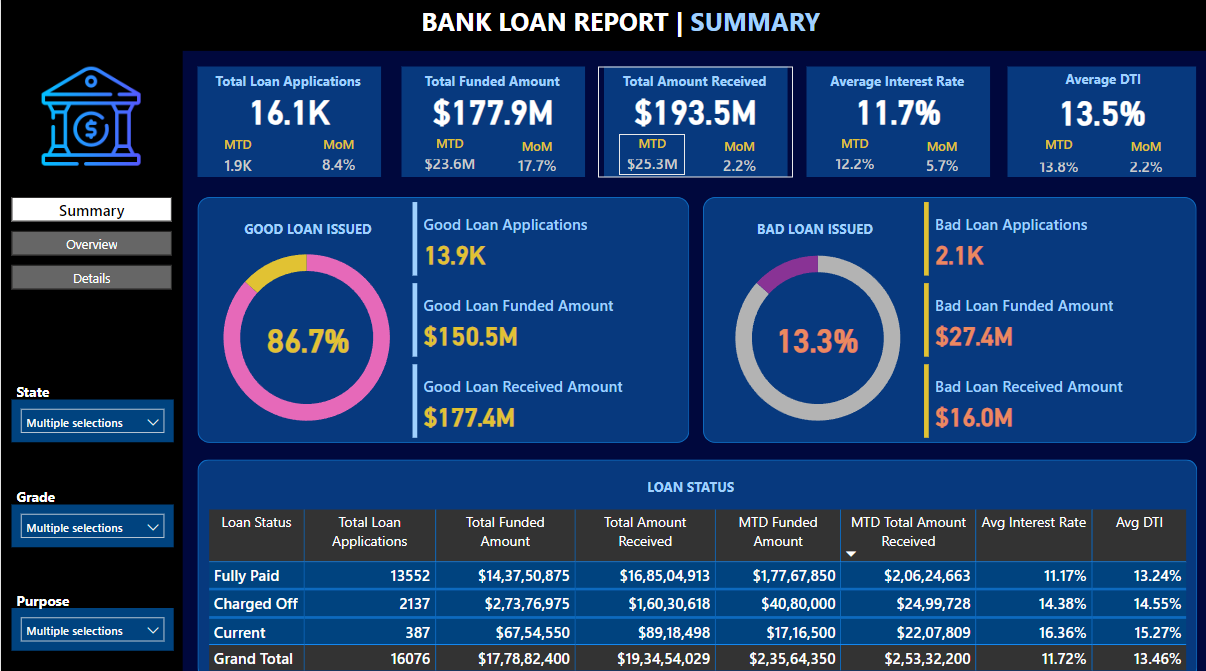 BANK LOAN REPORT | SUMMARY
$
Summary
Overview
Details
State
Multiple selections
Grade
Multiple selections
Purpose
Multiple selections
Total Loan Applications
16.1K
MTD MoM
1.9K 8.4%
Total Funded Amount
$177.9M
MTD MoM
$23.6M 17.7%
Total Amount Received
$193.5M
MTD MoM
$25.3M 2.2%
Average Interest Rate
11.7%
MTD MoM
12.2% 5.7%
Average DTI
13.5%
MTD MoM
13.8% 2.2%
GOOD LOAN ISSUED
86.7%
Good Loan Applications
13.9K
Good Loan Funded Amount
$150.5M
Good Loan Received Amount
$177.4M
BAD LOAN ISSUED
13.3%
Bad Loan Applications
2.1K
Bad Loan Funded Amount
$27.4M
Bad Loan Received Amount
$16.0M
LOAN STATUS
Loan Status Total Loan Applications Total Funded Amount Total Amount Received MTD Funded Amount MTD Total Amount Received Avg Interest Rate Avg DTI
Fully Paid 13552 $14,37,50,875 $16,85,04,913 $1,77,67,850 $2,06,24,663 11.17% 13.24%
Charged Off 2137 $2,73,76,975 $1,60,30,618 $40,80,000 $24,99,728 14.38% 14.55%
Current 387 $67,54,550 $89,18,498 $17,16,500 $22,07,809 16.36% 15.27%
Grand Total 16076 $17,78,82,400 $19,34,54,029 $2,35,64,350 $2,53,32,200 11.72% 13.46%